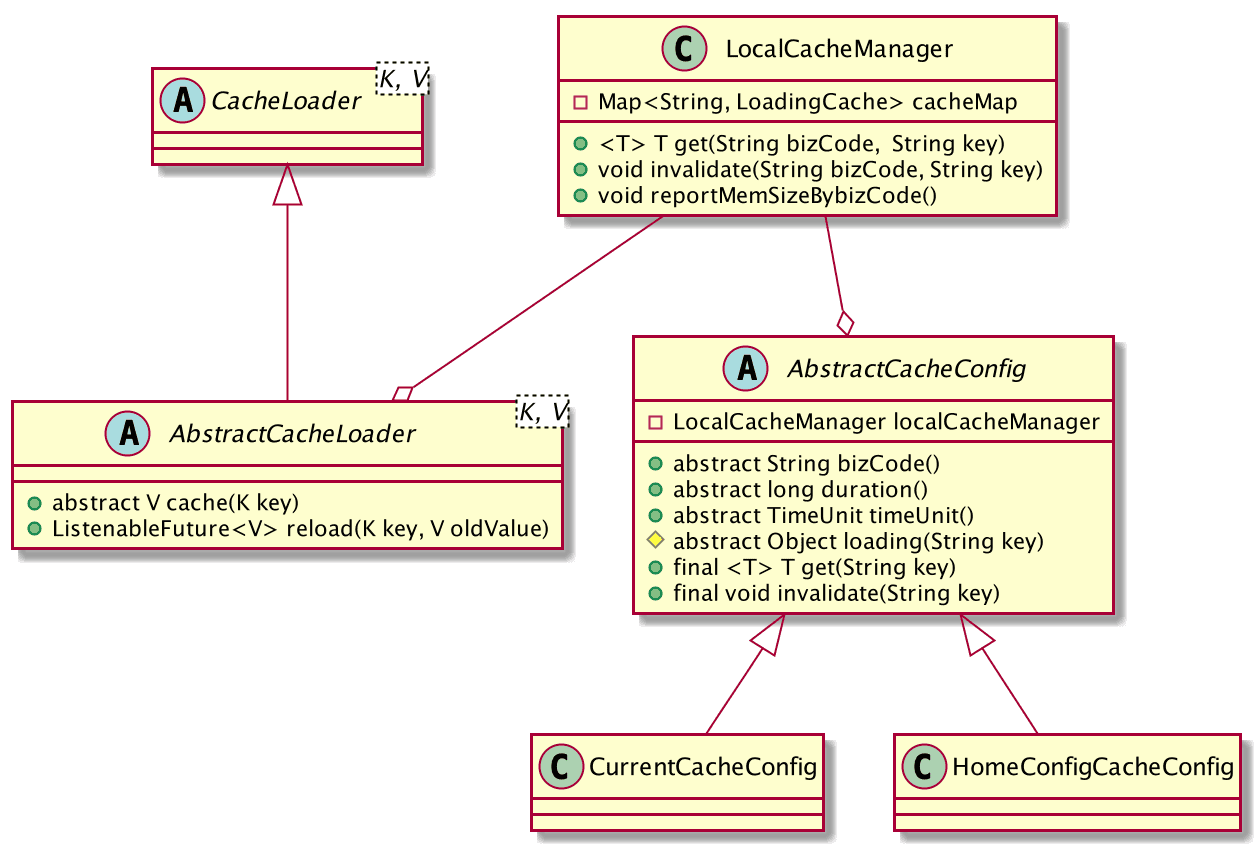 A CacheLoader
K, V
C LocalCacheManager
Map<String, LoadingCache> cacheMap
<T> T get(String bizCode,  String key)
void invalidate(String bizCode, String key)
void reportMemSizeBybizCode()
A AbstractCacheLoader
K, V
abstract V cache(K key)
ListenableFuture<V> reload(K key, V oldValue)
A AbstractCacheConfig
LocalCacheManager localCacheManager
abstract String bizCode()
abstract long duration()
abstract TimeUnit timeUnit()
abstract Object loading(String key)
final <T> T get(String key)
final void invalidate(String key)
C CurrentCacheConfig
C HomeConfigCacheConfig